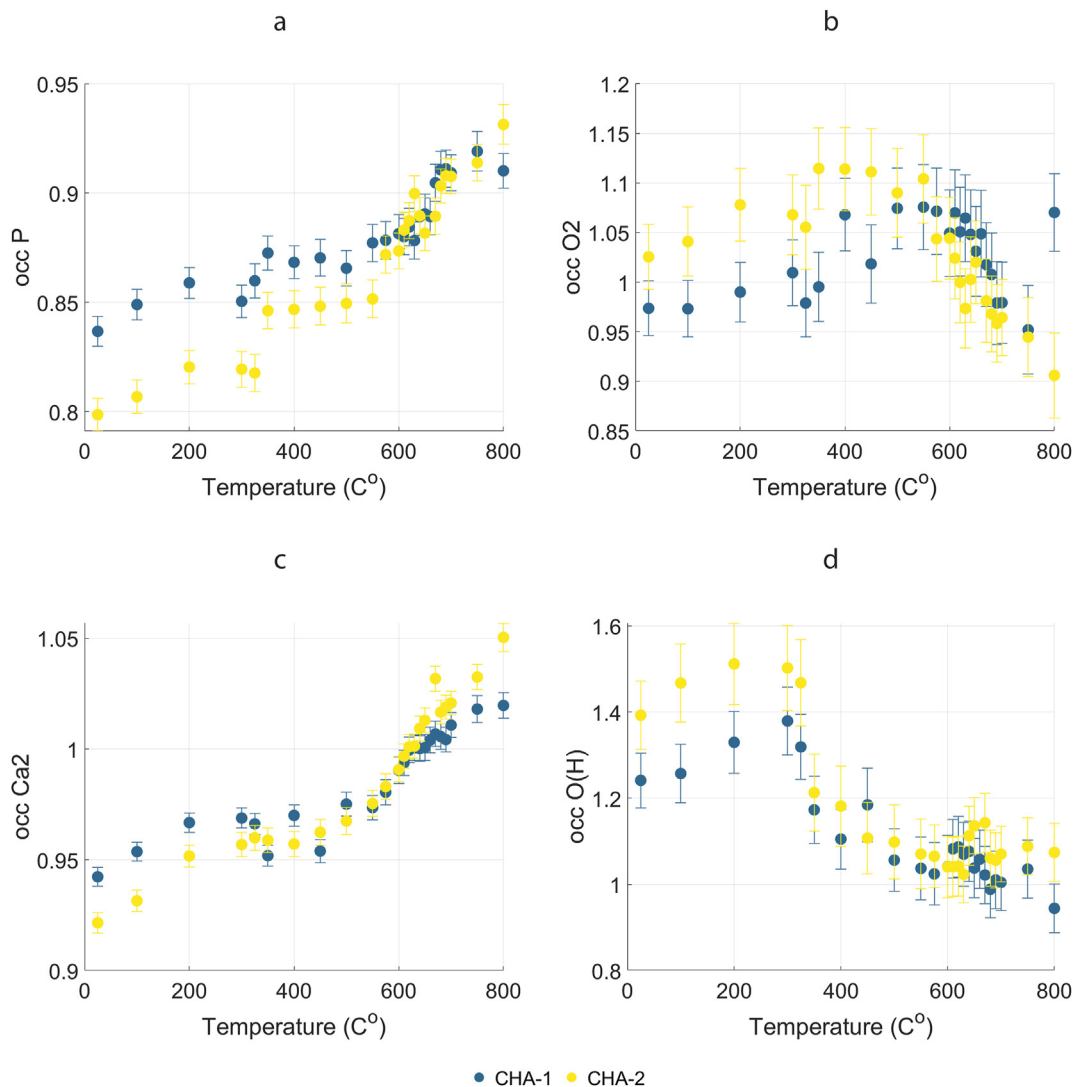 a
b
occ P
0.95
0.9
0.85
0.8
0 200 400 600 800
Temperature (C°)
occ O2
1.2
1.15
1.1
1.05
1
0.95
0.9
0.85
0 200 400 600 800
Temperature (C°)
c
d
occ Ca2
1.05
1
0.95
0.9
0 200 400 600 800
Temperature (C°)
occ O(H)
1.6
1.4
1.2
1
0.8
0 200 400 600 800
Temperature (C°)
CHA-1 CHA-2